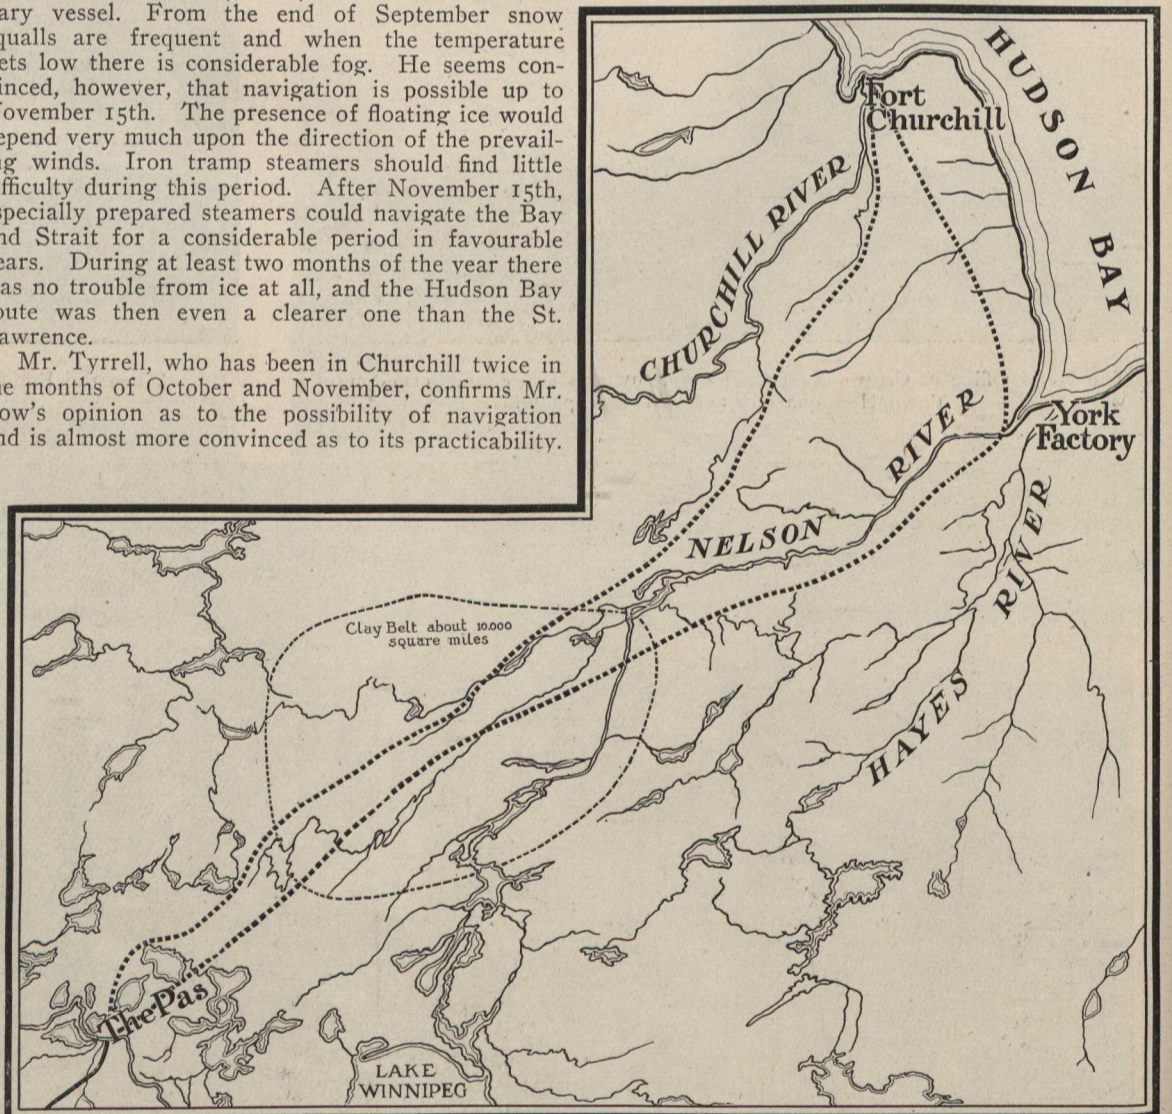 ary vessel. From the end of September snow
qualls are frequent and when the temperature
ets low there is considerable fog. He seems con-
inced, however, that navigation is possible up to
ovember 15th. The presence of floating ice would
epend very much upon the direction of the prevail-
g winds. Iron tramp steamers should find little
fficulty during this period. After November 15th,
specially prepared steamers could navigate the Bay
nd Strait for a considerable period in favourable
ears. During at least two months of the year there
as no trouble from ice at all, and the Hudson Bay
oute was then even a clearer one than the St.
awrence.
Mr. Tyrrell, who has been in Churchill twice in
e months of October and November, confirms Mr.
ow's opinion as to the possibility of navigation
nd is almost more convinced as to its practicability.
HUDSON BAY
Fort
Churchill
CHURCHILL RIVER
York
Factory
NELSON RIVER
HAYES RIVER
Clay Belt about 10.000
square miles
The Pas
LAKE
WINNIPEG